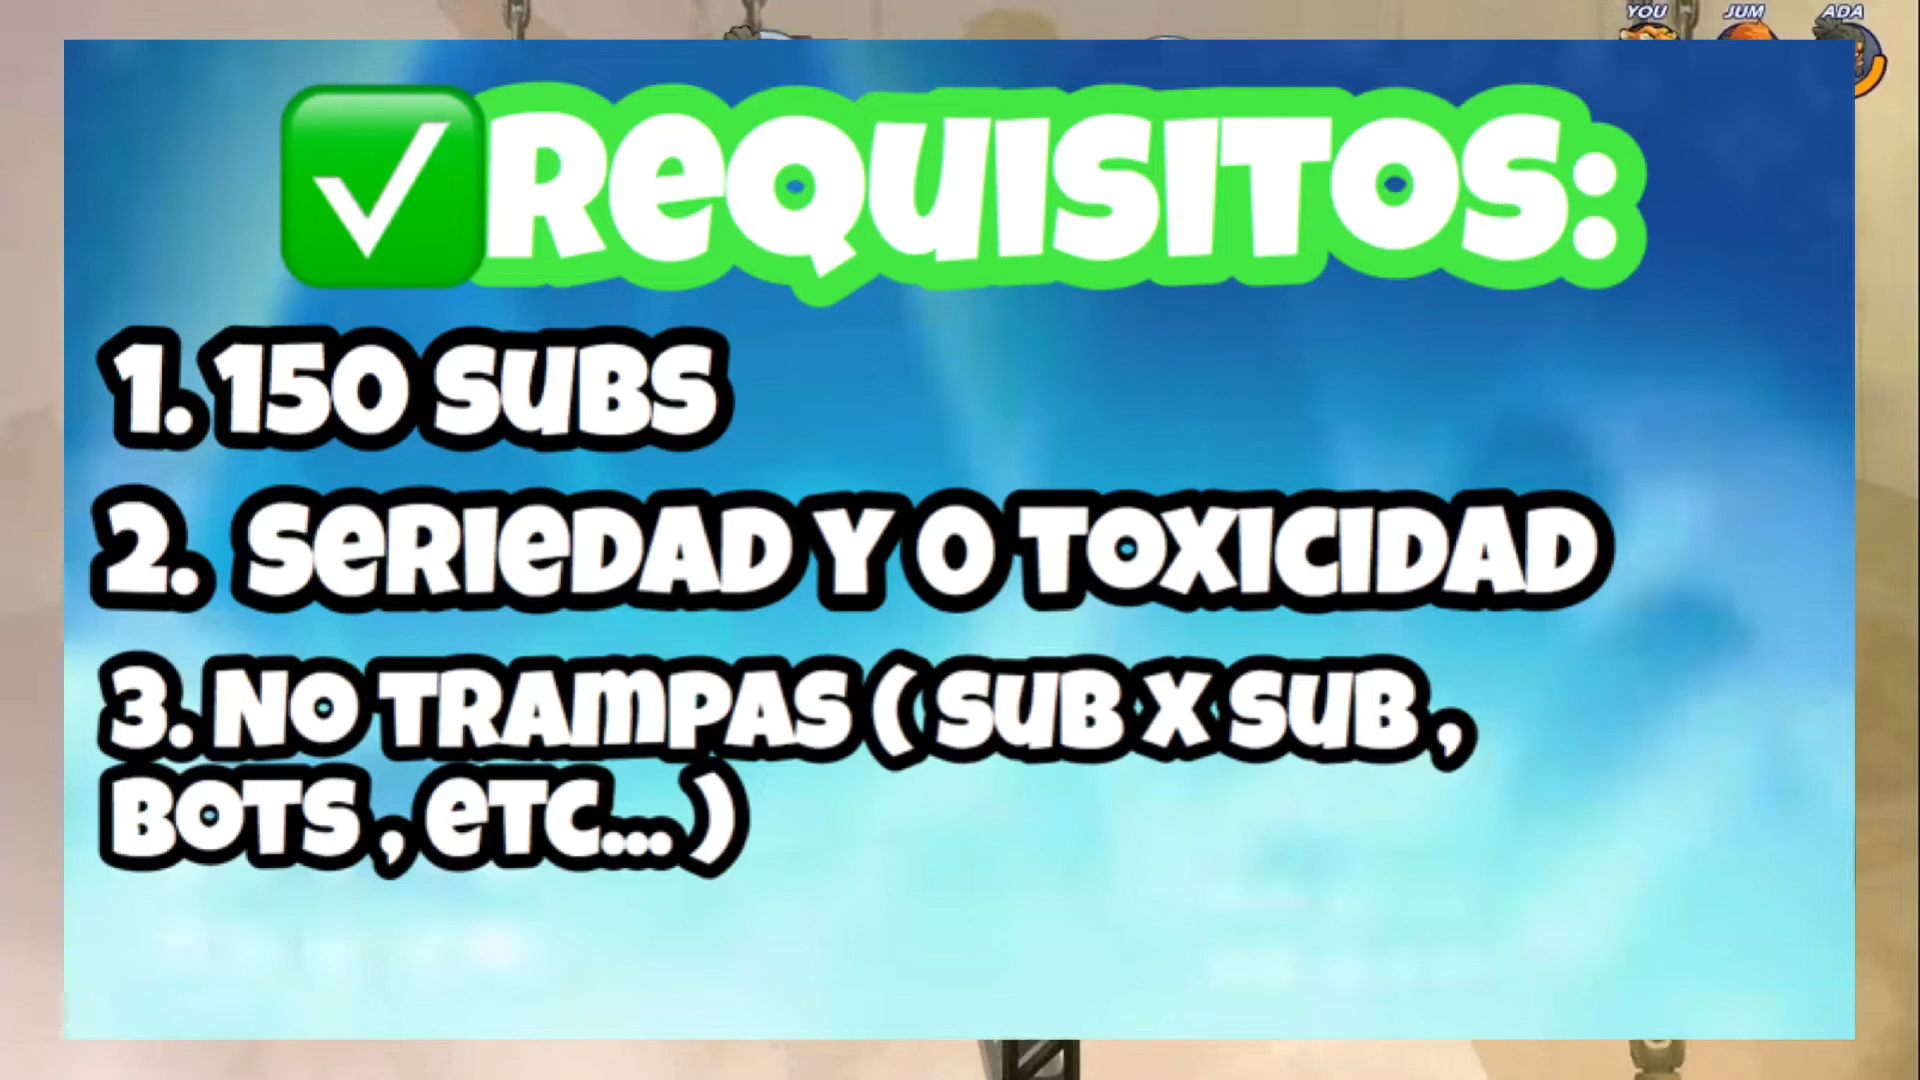 YOU JUM ADA
✅REQUISITOS:
1. 150 SUBS
2. SERIEDAD Y 0 TOXICIDAD
3. NO TRAMPAS ( SUB X SUB ,
BOTS , ETC... )